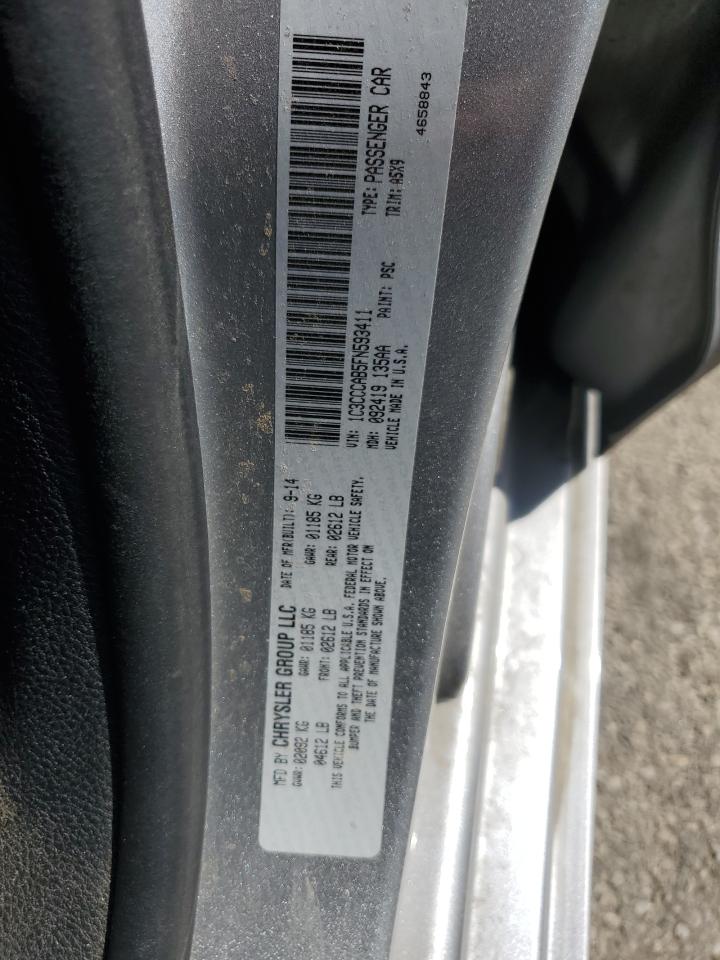 MFD BY CHRYSLER GROUP LLC DATE OF MFR(BUILT): 9-14
GVWR: 02092 KG GAWR: 01185 KG GAWR: 01185 KG
04612 LB FRONT: 02612 LB REAR: 02612 LB
THIS VEHICLE CONFORMS TO ALL APPLICABLE U.S.A. FEDERAL MOTOR VEHICLE SAFETY,
BUMPER AND THEFT PREVENTION STANDARDS IN EFFECT ON
THE DATE OF MANUFACTURE SHOWN ABOVE.
VIN: 1C3CCCAB5FN593411 TYPE: PASSENGER CAR
MDH: 092419 135AA PAINT: PSC TRIM: A5X9
VEHICLE MADE IN U.S.A.
4658843